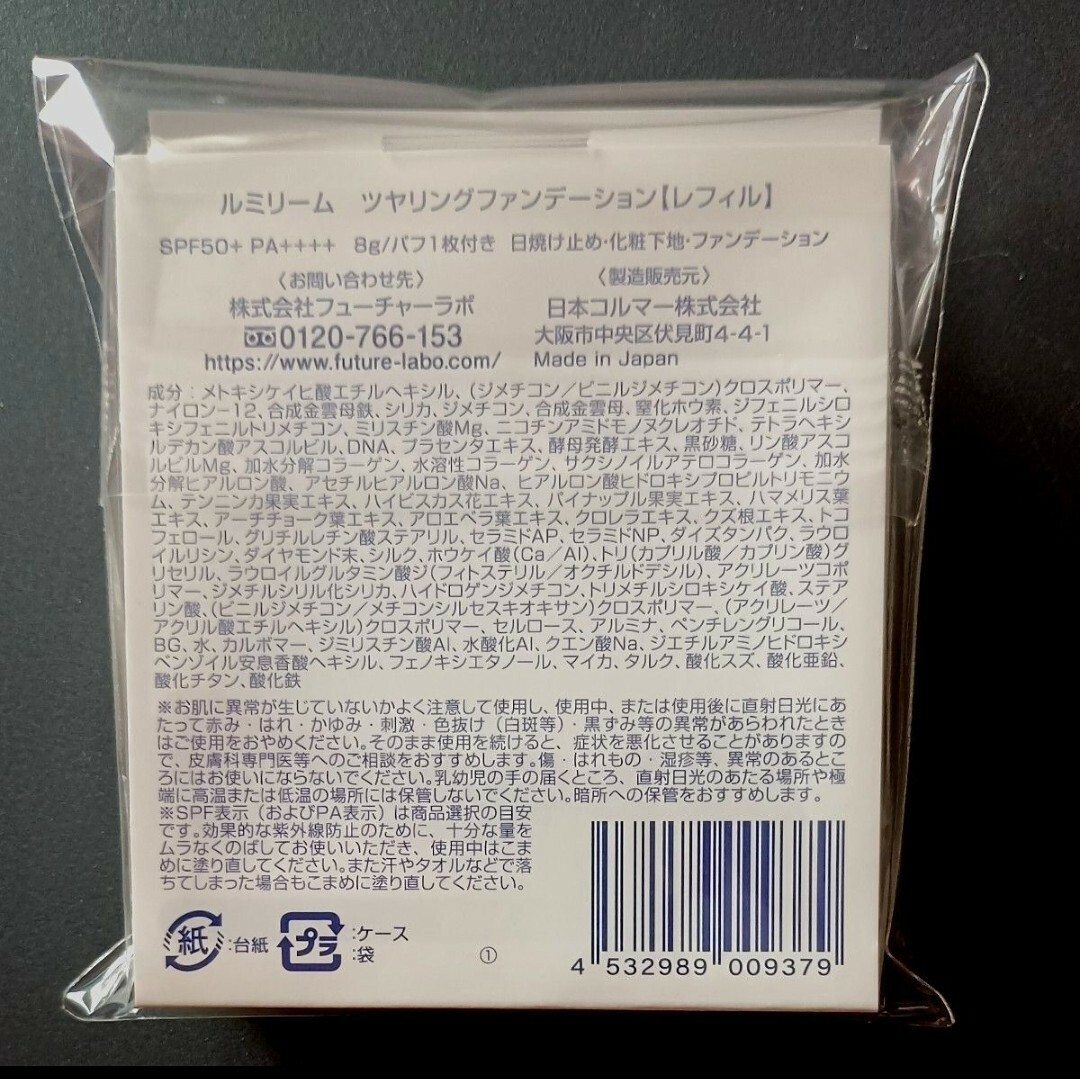 ルミリーム　ツヤリングファンデーション【レフィル】
SPF50+ PA++++　8g/パフ1枚付き　日焼け止め・化粧下地・ファンデーション
〈お問い合わせ先〉
株式会社フューチャーラボ
0120-766-153
https://www.future-labo.com/
〈製造販売元〉
日本コルマー株式会社
大阪市中央区伏見町4-4-1
Made in Japan
成分：メトキシケイヒ酸エチルヘキシル、（ジメチコン／ビニルジメチコン）クロスポリマー、
ナイロン-12、合成金雲母鉄、シリカ、ジメチコン、合成金雲母、窒化ホウ素、ジフェニルシロ
キシフェニルトリメチコン、ミリスチン酸Mg、ニコチンアミドモノヌクレオチド、テトラヘキシ
ルデカン酸アスコルビル、DNA、プラセンタエキス、酵母発酵エキス、黒砂糖、リン酸アスコ
ルビルMg、加水分解コラーゲン、水溶性コラーゲン、サクシノイルアテロコラーゲン、加水
分解ヒアルロン酸、アセチルヒアルロン酸Na、ヒアルロン酸ヒドロキシプロピルトリモニウ
ム、テンニンカ果実エキス、ハイビスカス花エキス、パイナップル果実エキス、ハマメリス葉
エキス、アーチチョーク葉エキス、アロエベラ葉エキス、クロレラエキス、クズ根エキス、トコ
フェロール、グリチルレチン酸ステアリル、セラミドAP、セラミドNP、ダイズタンパク、ラウロ
イルリシン、ダイヤモンド末、シルク、ホウケイ酸（Ca／Al）、トリ（カプリル酸／カプリン酸）グ
リセリル、ラウロイルグルタミン酸ジ（フィトステリル／オクチルドデシル）、アクリレーツコポ
リマー、ジメチルシリル化シリカ、ハイドロゲンジメチコン、トリメチルシロキシケイ酸、ステア
リン酸、（ビニルジメチコン／メチコンシルセスキオキサン）クロスポリマー、（アクリレーツ／
アクリル酸エチルヘキシル）クロスポリマー、セルロース、アルミナ、ペンチレングリコール、
BG、水、カルボマー、ジミリスチン酸Al、水酸化Al、クエン酸Na、ジエチルアミノヒドロキシ
ベンゾイル安息香酸ヘキシル、フェノキシエタノール、マイカ、タルク、酸化スズ、酸化亜鉛、
酸化チタン、酸化鉄
※お肌に異常が生じていないかよく注意して使用し、使用中、または使用後に直射日光にあ
たって赤み・はれ・かゆみ・刺激・色抜け（白斑等）・黒ずみ等の異常があらわれたとき
はご使用をおやめください。そのまま使用を続けると、症状を悪化させることがありますの
で、皮膚科専門医等へのご相談をおすすめします。傷・はれもの・湿疹等、異常のあるとこ
ろにはお使いにならないでください。乳幼児の手の届くところ、直射日光のあたる場所や極
端に高温または低温の場所には保管しないでください。暗所への保管をおすすめします。
※SPF表示（およびPA表示）は商品選択の目安
です。効果的な紫外線防止のために、十分な量を
ムラなくのばしてお使いいただき、使用中はこま
めに塗り直してください。また汗やタオルなどで落
ちてしまった場合もこまめに塗り直してください。
紙:台紙
プラ:ケース
:袋
①
4 532989 009379